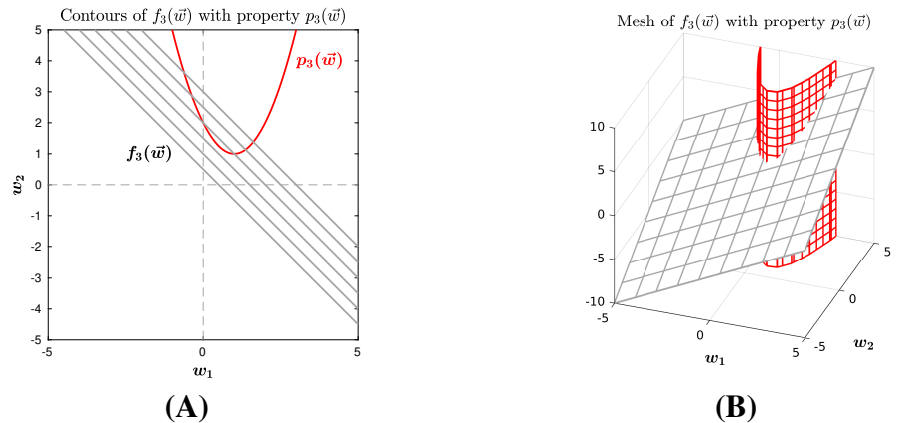 Contours of f₃(w⃗) with property p₃(w⃗)
5
4
3
2
1
0
-1
-2
-3
-4
-5
-5
0
5
w₂
w₁
p₃(w⃗)
f₃(w⃗)
(A)
Mesh of f₃(w⃗) with property p₃(w⃗)
10
5
0
-5
-10
-5
0
5
-5
0
5
w₁
w₂
(B)